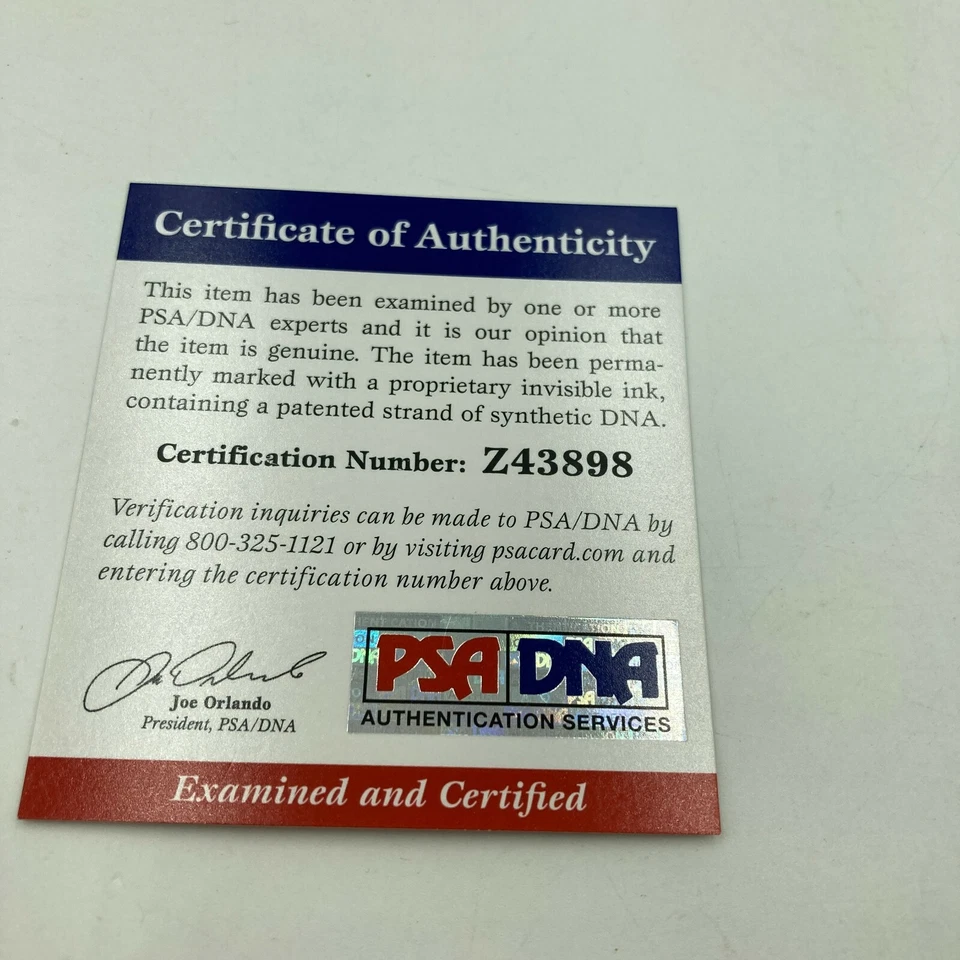 Certificate of Authenticity
This item has been examined by one or more
PSA/DNA experts and it is our opinion that
the item is genuine. The item has been perma-
nently marked with a proprietary invisible ink,
containing a patented strand of synthetic DNA.
Certification Number: Z43898
Verification inquiries can be made to PSA/DNA by
calling 800-325-1121 or by visiting psacard.com and
entering the certification number above.
Joe Orlando
President, PSA/DNA
PSA DNA
AUTHENTICATION SERVICES
Examined and Certified